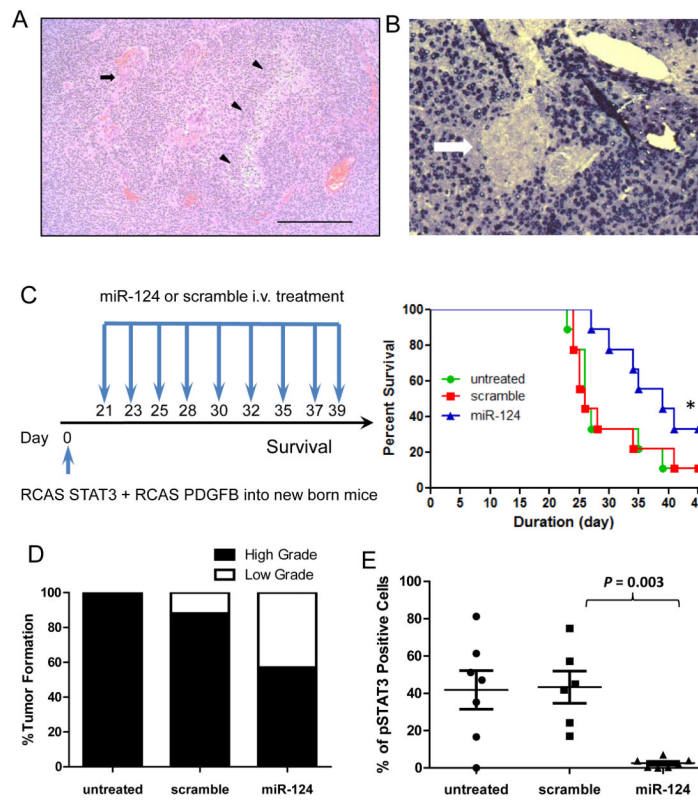 A
B
C
miR-124 or scramble i.v. treatment
21 23 25 28 30 32 35 37 39
Day 0
Survival
RCAS STAT3 + RCAS PDGFB into new born mice
Percent Survival
100
80
60
40
20
0
untreated
scramble
miR-124
*
0 5 10 15 20 25 30 35 40
Duration (day)
D
High Grade
Low Grade
%Tumor Formation
100
80
60
40
20
0
untreated scramble miR-124
E
P = 0.003
% of pSTAT3 Positive Cells
100
80
60
40
20
0
untreated scramble miR-124